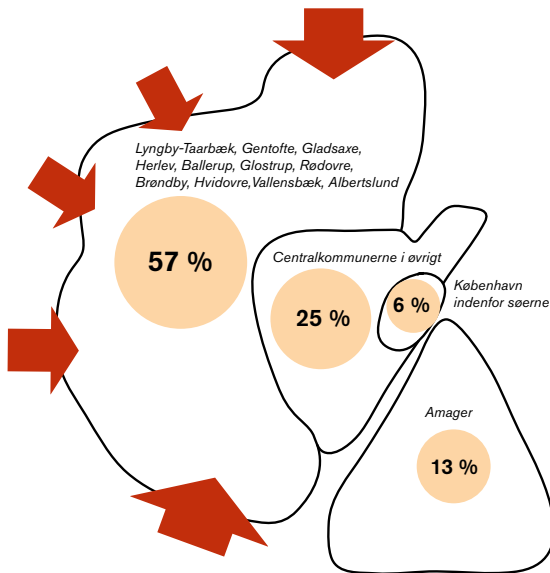 Lyngby-Taarbæk, Gentofte, Gladsaxe,
Herlev, Ballerup, Glostrup, Rødovre,
Brøndby, Hvidovre,Vallensbæk, Albertslund
57 %
Centralkommunerne i øvrigt
25 %
6 %
København
indenfor søerne
Amager
13 %